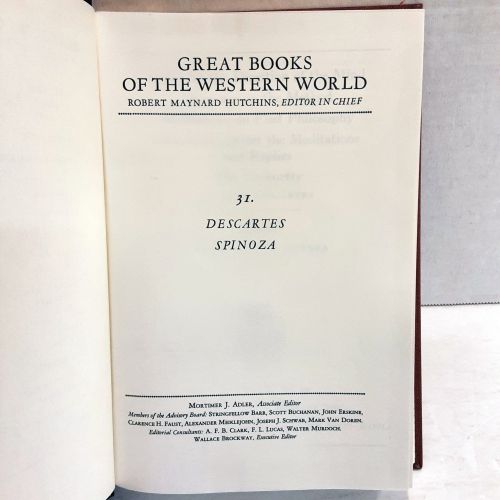 GREAT BOOKS
OF THE WESTERN WORLD
ROBERT MAYNARD HUTCHINS, EDITOR IN CHIEF
31.
DESCARTES
SPINOZA
MORTIMER J. ADLER, Associate Editor
Members of the Advisory Board: STRINGFELLOW BARR, SCOTT BUCHANAN, JOHN ERSKINE,
CLARENCE H. FAUST, ALEXANDER MEIKLEJOHN, JOSEPH J. SCHWAB, MARK VAN DOREN.
Editorial Consultants: A. F. B. CLARK, F. L. LUCAS, WALTER MURDOCH.
WALLACE BROCKWAY, Executive Editor